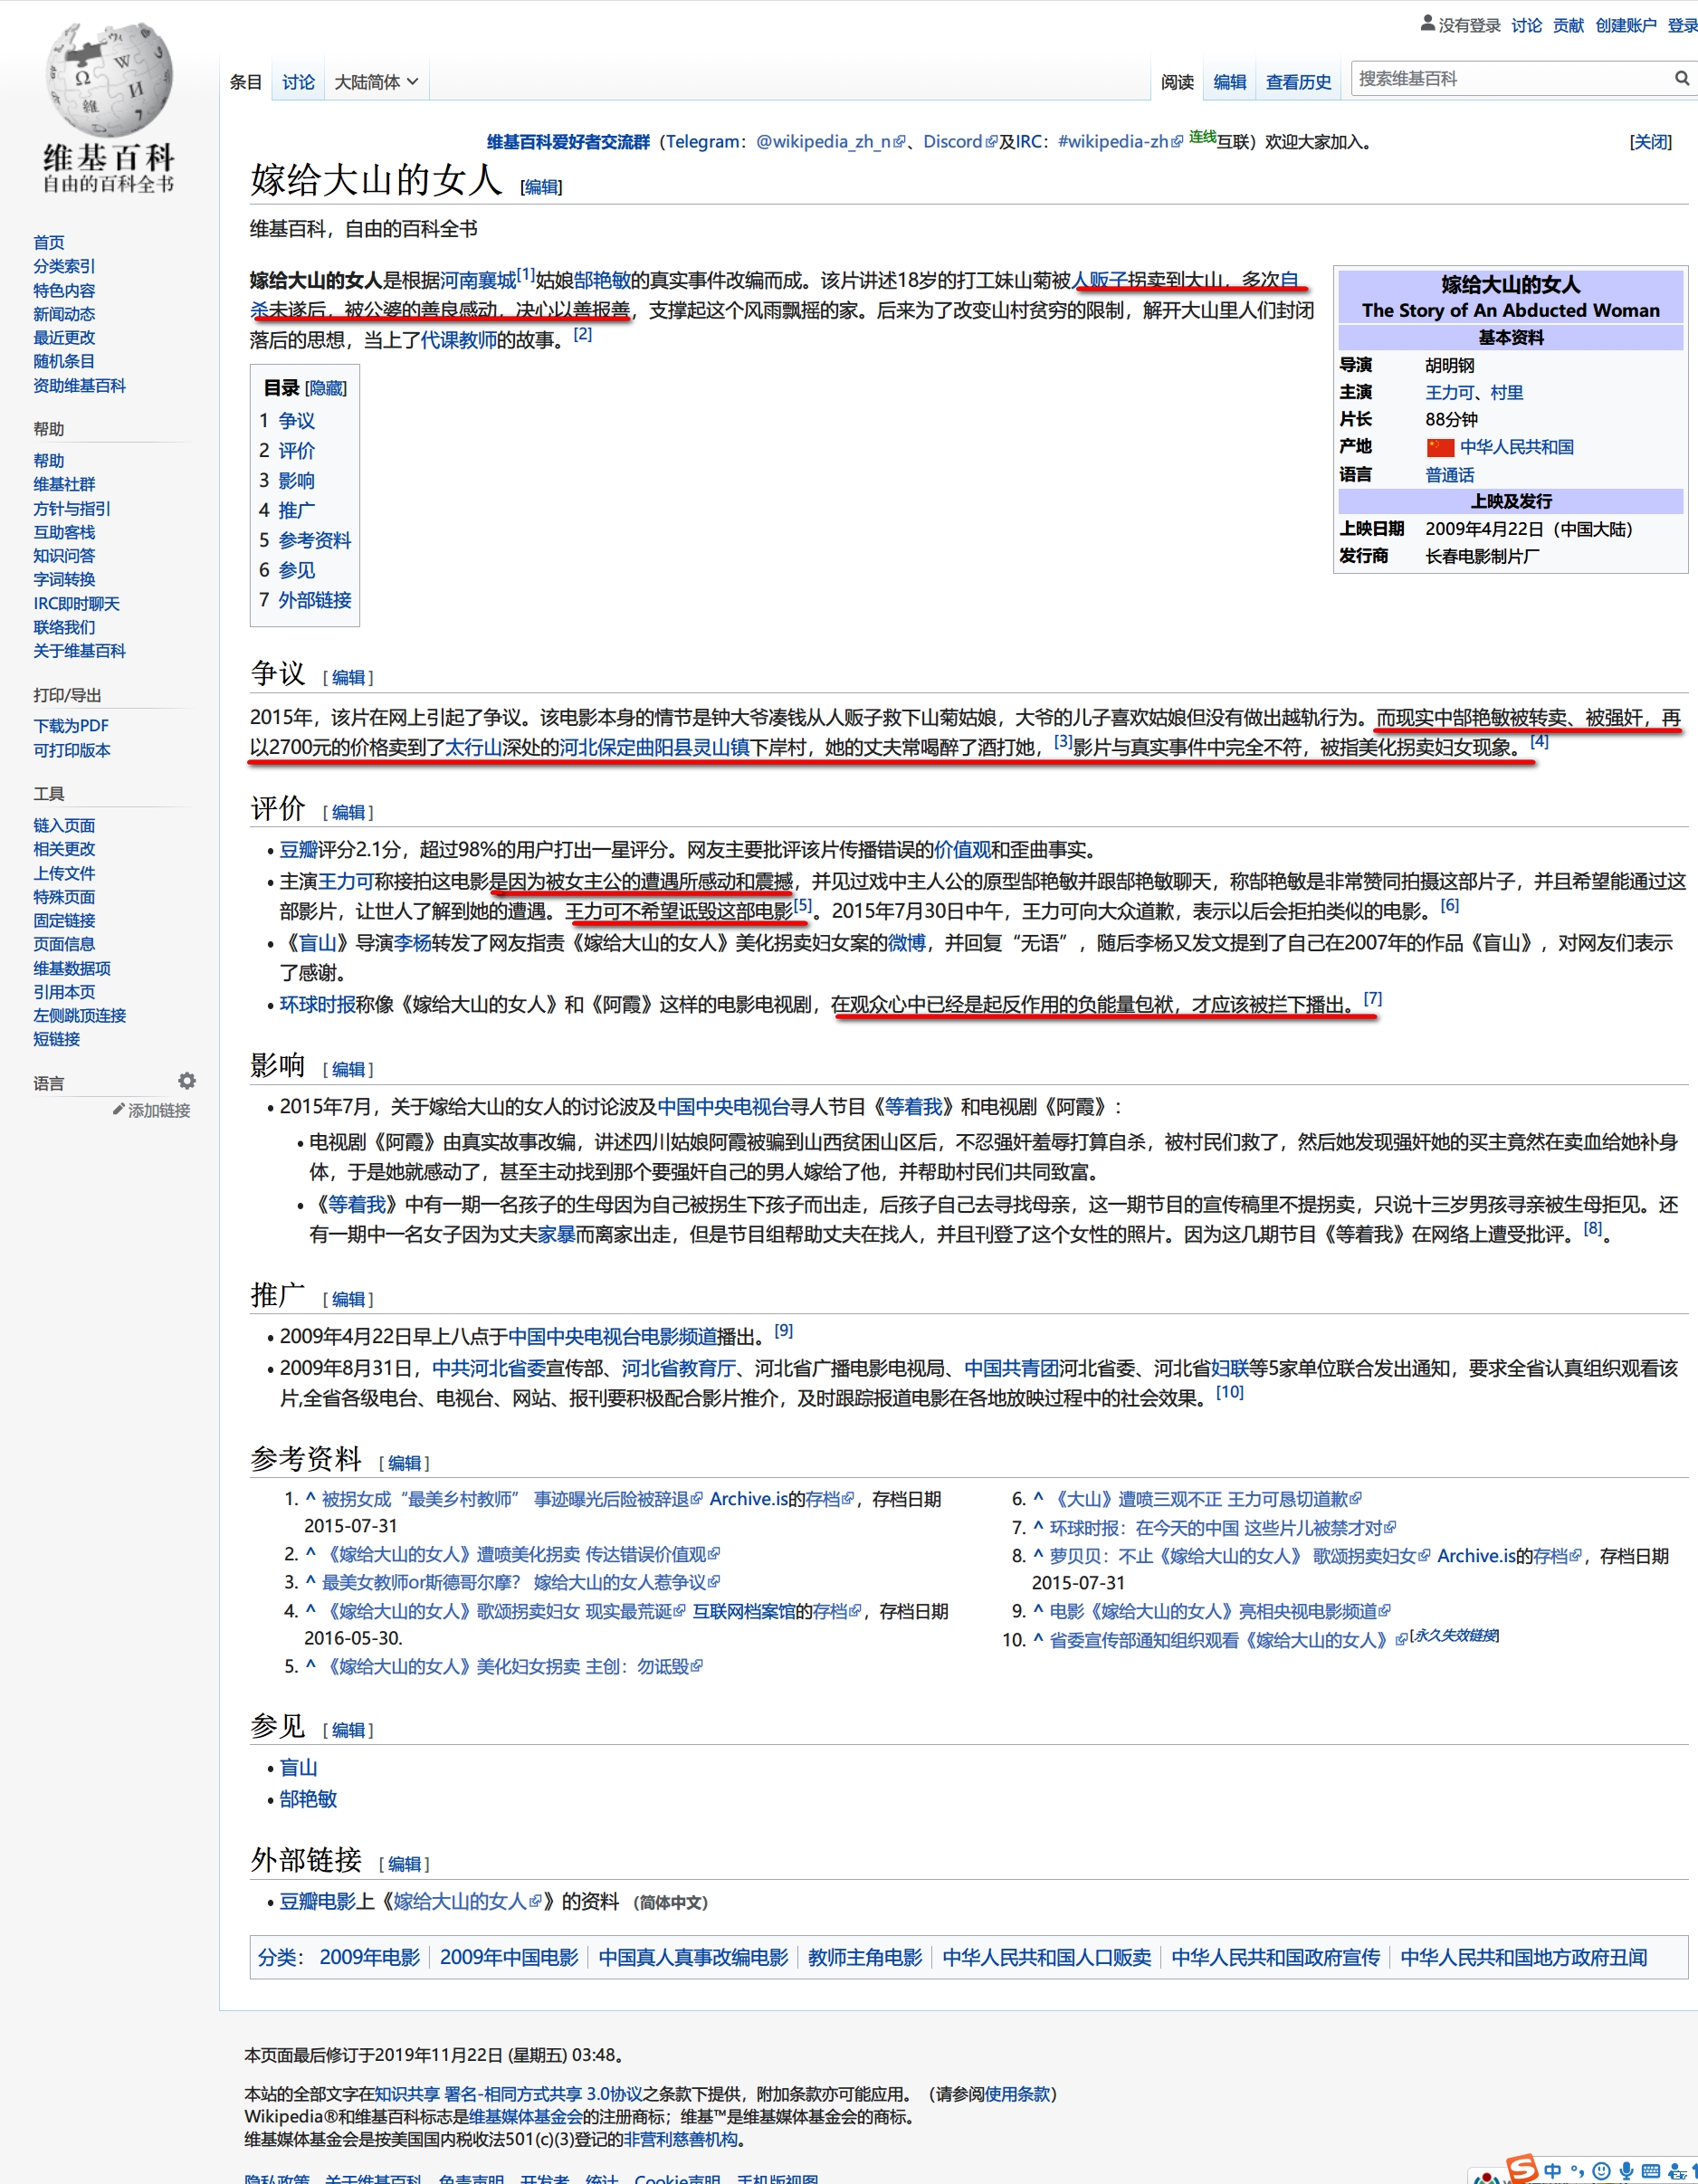 没有登录 讨论 贡献 创建账户 登录
条目 讨论 大陆简体 阅读 编辑 查看历史 搜索维基百科
维基百科
自由的百科全书
维基百科爱好者交流群（Telegram：@wikipedia_zh_n、Discord及IRC：#wikipedia-zh 连线互联）欢迎大家加入。 [关闭]
首页
分类索引
特色内容
新闻动态
最近更改
随机条目
资助维基百科
帮助
帮助
维基社群
方针与指引
互助客栈
知识问答
字词转换
IRC即时聊天
联络我们
关于维基百科
打印/导出
下载为PDF
可打印版本
工具
链入页面
相关更改
上传文件
特殊页面
固定链接
页面信息
维基数据项
引用本页
左侧跳顶连接
短链接
语言
添加链接
嫁给大山的女人 [编辑]
维基百科，自由的百科全书
嫁给大山的女人是根据河南襄城[1]姑娘郜艳敏的真实事件改编而成。该片讲述18岁的打工妹山菊被人贩子拐卖到大山，多次自
杀未遂后，被公婆的善良感动，决心以善报善，支撑起这个风雨飘摇的家。后来为了改变山村贫穷的限制，解开大山里人们封闭
落后的思想，当上了代课教师的故事。[2]
嫁给大山的女人
The Story of An Abducted Woman
基本资料
导演 胡明钢
主演 王力可、村里
片长 88分钟
产地 中华人民共和国
语言 普通话
上映及发行
上映日期 2009年4月22日（中国大陆）
发行商 长春电影制片厂
目录 [隐藏]
1 争议
2 评价
3 影响
4 推广
5 参考资料
6 参见
7 外部链接
争议 [编辑]
2015年，该片在网上引起了争议。该电影本身的情节是钟大爷凑钱从人贩子救下山菊姑娘，大爷的儿子喜欢姑娘但没有做出越轨行为。而现实中郜艳敏被转卖、被强奸，再
以2700元的价格卖到了太行山深处的河北保定曲阳县灵山镇下岸村，她的丈夫常喝醉了酒打她，[3]影片与真实事件中完全不符，被指美化拐卖妇女现象。[4]
评价 [编辑]
• 豆瓣评分2.1分，超过98%的用户打出一星评分。网友主要批评该片传播错误的价值观和歪曲事实。
• 主演王力可称接拍这电影是因为被女主公的遭遇所感动和震撼，并见过戏中主人公的原型郜艳敏并跟郜艳敏聊天，称郜艳敏是非常赞同拍摄这部片子，并且希望能通过这
部影片，让世人了解到她的遭遇。王力可不希望诋毁这部电影[5]。2015年7月30日中午，王力可向大众道歉，表示以后会拒拍类似的电影。[6]
• 《盲山》导演李杨转发了网友指责《嫁给大山的女人》美化拐卖妇女案的微博，并回复“无语”，随后李杨又发文提到了自己在2007年的作品《盲山》，对网友们表示
了感谢。
• 环球时报称像《嫁给大山的女人》和《阿霞》这样的电影电视剧，在观众心中已经是起反作用的负能量包袱，才应该被拦下播出。[7]
影响 [编辑]
• 2015年7月，关于嫁给大山的女人的讨论波及中国中央电视台寻人节目《等着我》和电视剧《阿霞》：
• 电视剧《阿霞》由真实故事改编，讲述四川姑娘阿霞被骗到山西贫困山区后，不忍强奸羞辱打算自杀，被村民们救了，然后她发现强奸她的买主竟然在卖血给她补身
体，于是她就感动了，甚至主动找到那个要强奸自己的男人嫁给了他，并帮助村民们共同致富。
• 《等着我》中有一期一名孩子的生母因为自己被拐生下孩子而出走，后孩子自己去寻找母亲，这一期节目的宣传稿里不提拐卖，只说十三岁男孩寻亲被生母拒见。还
有一期中一名女子因为丈夫家暴而离家出走，但是节目组帮助丈夫在找人，并且刊登了这个女性的照片。因为这几期节目《等着我》在网络上遭受批评。[8]。
推广 [编辑]
• 2009年4月22日早上八点于中国中央电视台电影频道播出。[9]
• 2009年8月31日，中共河北省委宣传部、河北省教育厅、河北省广播电影电视局、中国共青团河北省委、河北省妇联等5家单位联合发出通知，要求全省认真组织观看该
片,全省各级电台、电视台、网站、报刊要积极配合影片推介，及时跟踪报道电影在各地放映过程中的社会效果。[10]
参考资料 [编辑]
1. ^ 被拐女成“最美乡村教师” 事迹曝光后险被辞退 Archive.is的存档，存档日期
2015-07-31
2. ^ 《嫁给大山的女人》遭喷美化拐卖 传达错误价值观
3. ^ 最美女教师or斯德哥尔摩？ 嫁给大山的女人惹争议
4. ^ 《嫁给大山的女人》歌颂拐卖妇女 现实最荒诞 互联网档案馆的存档，存档日期
2016-05-30.
5. ^ 《嫁给大山的女人》美化妇女拐卖 主创：勿诋毁
6. ^ 《大山》遭喷三观不正 王力可恳切道歉
7. ^ 环球时报：在今天的中国 这些片儿被禁才对
8. ^ 萝贝贝：不止《嫁给大山的女人》 歌颂拐卖妇女 Archive.is的存档，存档日期
2015-07-31
9. ^ 电影《嫁给大山的女人》亮相央视电影频道
10. ^ 省委宣传部通知组织观看《嫁给大山的女人》[永久失效链接]
参见 [编辑]
• 盲山
• 郜艳敏
外部链接 [编辑]
• 豆瓣电影上《嫁给大山的女人》的资料 （简体中文）
分类： 2009年电影 | 2009年中国电影 | 中国真人真事改编电影 | 教师主角电影 | 中华人民共和国人口贩卖 | 中华人民共和国政府宣传 | 中华人民共和国地方政府丑闻
本页面最后修订于2019年11月22日 (星期五) 03:48。
本站的全部文字在知识共享 署名-相同方式共享 3.0协议之条款下提供，附加条款亦可能应用。（请参阅使用条款）
Wikipedia®和维基百科标志是维基媒体基金会的注册商标；维基™是维基媒体基金会的商标。
维基媒体基金会是按美国国内税收法501(c)(3)登记的非营利慈善机构。
隐私政策 关于维基百科 免责声明 开发者 统计 Cookie声明 手机版视图
中